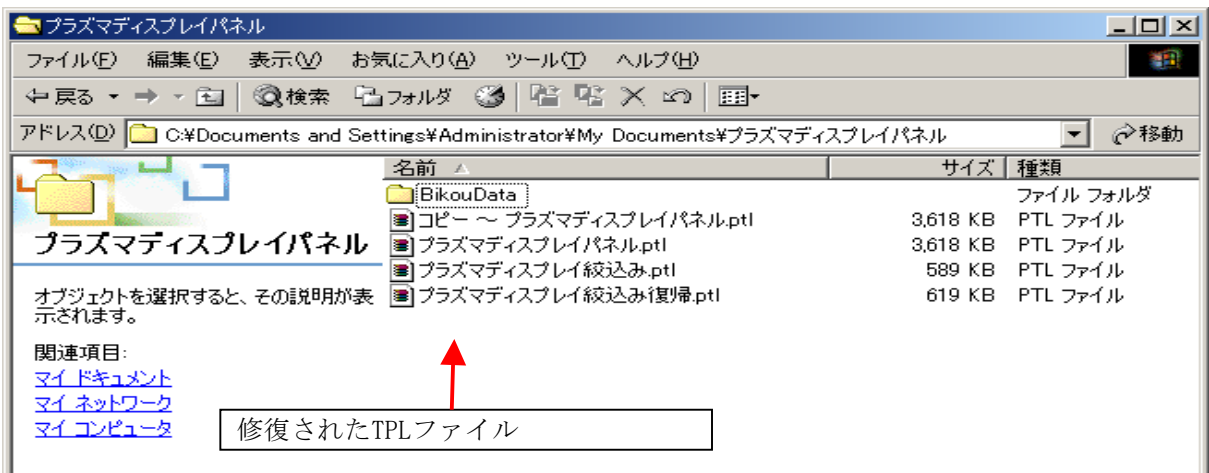 プラズマディスプレイパネル
ファイル(F) 編集(E) 表示(V) お気に入り(A) ツール(T) ヘルプ(H)
戻る 検索 フォルダ
アドレス(D) C:¥Documents and Settings¥Administrator¥My Documents¥プラズマディスプレイパネル 移動
名前 サイズ 種類
BikouData ファイル フォルダ
コピー ～ プラズマディスプレイパネル.ptl 3,618 KB PTL ファイル
プラズマディスプレイパネル.ptl 3,618 KB PTL ファイル
プラズマディスプレイ絞込み.ptl 589 KB PTL ファイル
プラズマディスプレイ絞込み復帰.ptl 619 KB PTL ファイル
プラズマディスプレイパネル
オブジェクトを選択すると、その説明が表
示されます。
関連項目:
マイ ドキュメント
マイ ネットワーク
マイ コンピュータ
修復されたTPLファイル